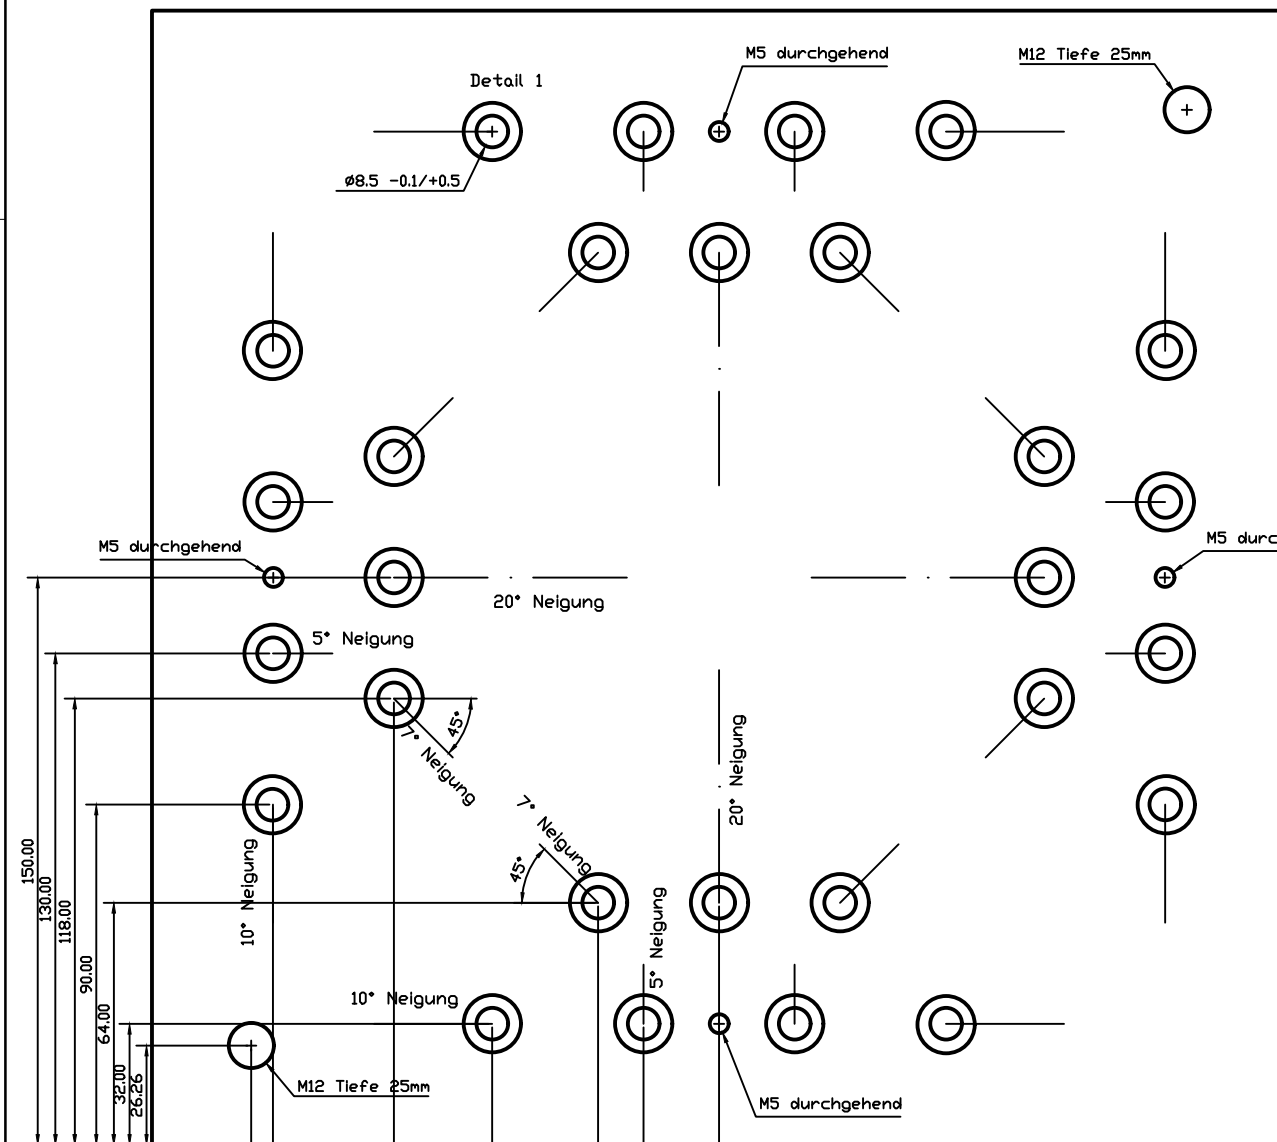 M5 durchgehend
M12 Tiefe 25mm
Detail 1
ø8.5 -0.1/+0.5
M5 durc
M5 durchgehend
20° Neigung
5° Neigung
45°
7° Neigung
20° Neigung
7° Neigung
45°
150.00
130.00
118.00
90.00
64.00
32.00
26.26
10° Neigung
5° Neigung
10° Neigung
M12 Tiefe 25mm
M5 durchgehend